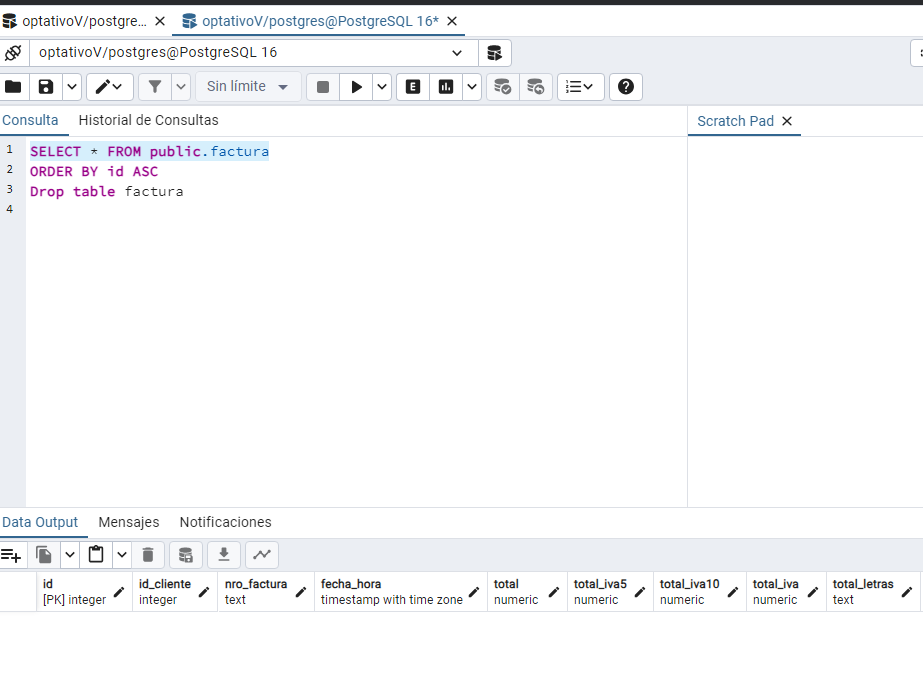 optativoV/postgre...
optativoV/postgres@PostgreSQL 16*
optativoV/postgres@PostgreSQL 16
Sin límite
E
Consulta
Historial de Consultas
Scratch Pad
1 SELECT * FROM public.factura
2 ORDER BY id ASC
3 Drop table factura
4
Data Output
Mensajes
Notificaciones
id
[PK] integer
id_cliente
integer
nro_factura
text
fecha_hora
timestamp with time zone
total
numeric
total_iva5
numeric
total_iva10
numeric
total_iva
numeric
total_letras
text